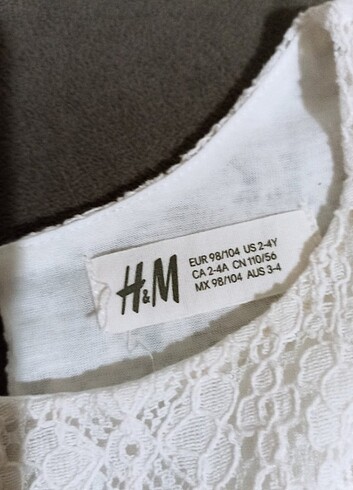 H&M
EUR 98/104 US 2-4Y
CA 2-4A CN 110/56
MX 98/104 AUS 3-4